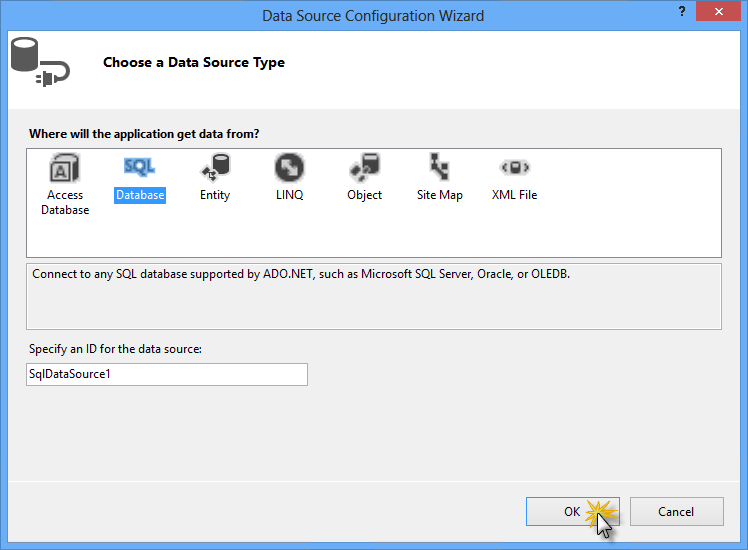 Data Source Configuration Wizard
?
Choose a Data Source Type
Where will the application get data from?
A SQL
Access Database Entity LINQ Object Site Map XML File
Database
Connect to any SQL database supported by ADO.NET, such as Microsoft SQL Server, Oracle, or OLEDB.
Specify an ID for the data source:
SqlDataSource1
OK Cancel